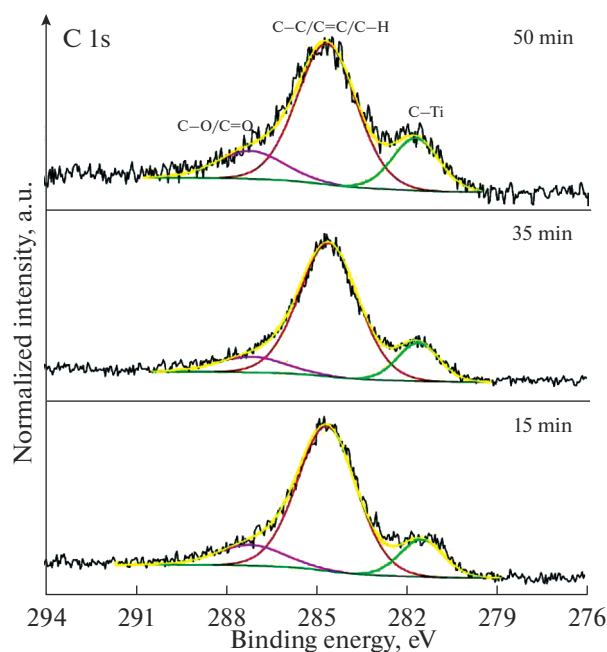 C 1s
C–C/C=C/C–H
50 min
C–O/C=O
C–Ti
35 min
15 min
Normalized intensity, a.u.
294 291 288 285 282 279 276
Binding energy, eV